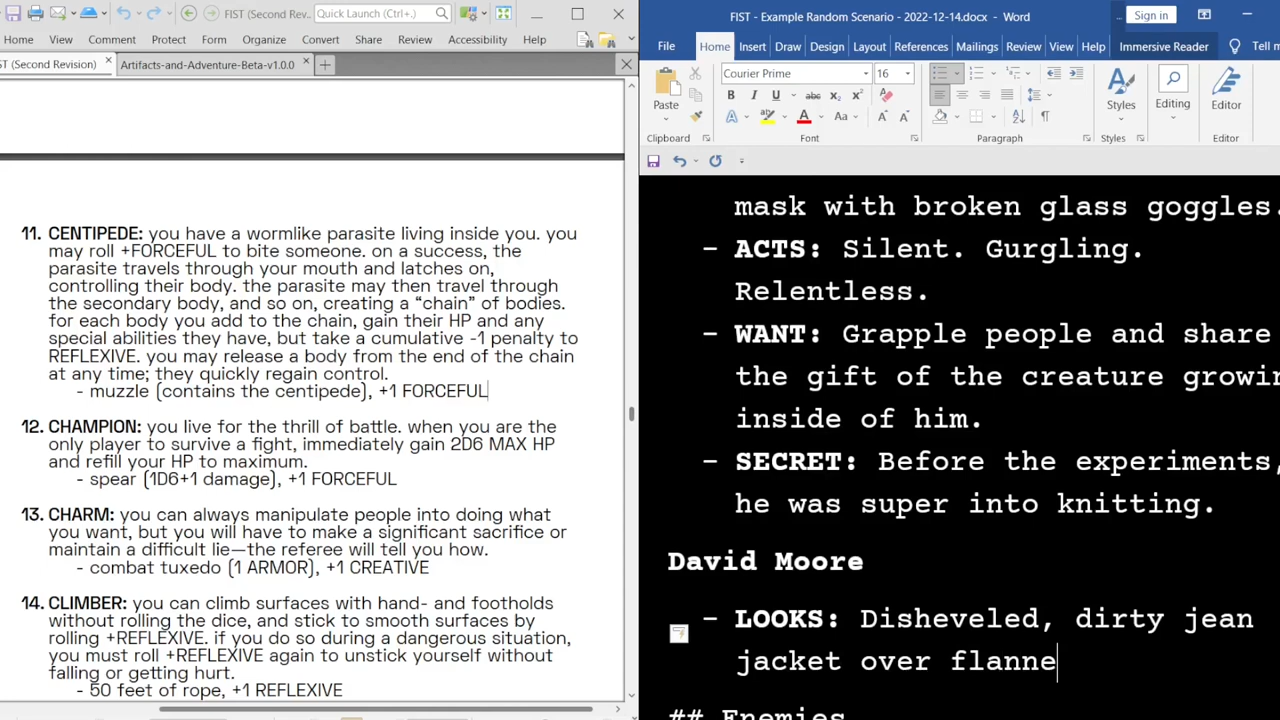 FIST (Second Rev...
Quick Launch (Ctrl+.)
Home View Comment Protect Form Organize Convert Share Review Accessibility Help
ST (Second Revision) × Artifacts-and-Adventure-Beta-v1.0.0 ×
11. CENTIPEDE: you have a wormlike parasite living inside you. you
may roll +FORCEFUL to bite someone. on a success, the
parasite travels through your mouth and latches on,
controlling their body. the parasite may then travel through
the secondary body, and so on, creating a “chain” of bodies.
for each body you add to the chain, gain their HP and any
special abilities they have, but take a cumulative -1 penalty to
REFLEXIVE. you may release a body from the end of the chain
at any time; they quickly regain control.
- muzzle (contains the centipede), +1 FORCEFUL
12. CHAMPION: you live for the thrill of battle. when you are the
only player to survive a fight, immediately gain 2D6 MAX HP
and refill your HP to maximum.
- spear (1D6+1 damage), +1 FORCEFUL
13. CHARM: you can always manipulate people into doing what
you want, but you will have to make a significant sacrifice or
maintain a difficult lie—the referee will tell you how.
- combat tuxedo (1 ARMOR), +1 CREATIVE
14. CLIMBER: you can climb surfaces with hand- and footholds
without rolling the dice, and stick to smooth surfaces by
rolling +REFLEXIVE. if you do so during a dangerous situation,
you must roll +REFLEXIVE again to unstick yourself without
falling or getting hurt.
- 50 feet of rope, +1 REFLEXIVE
FIST - Example Random Scenario - 2022-12-14.docx - Word
... Sign in
File Home Insert Draw Design Layout References Mailings Review View Help Immersive Reader Tell m
Courier Prime 16
Paste
Styles Editing Editor
Clipboard Font Paragraph Styles Editor
mask with broken glass goggles.
- ACTS: Silent. Gurgling.
Relentless.
- WANT: Grapple people and share
the gift of the creature growin
inside of him.
- SECRET: Before the experiments,
he was super into knitting.
David Moore
- LOOKS: Disheveled, dirty jean
jacket over flanne
## Enemies